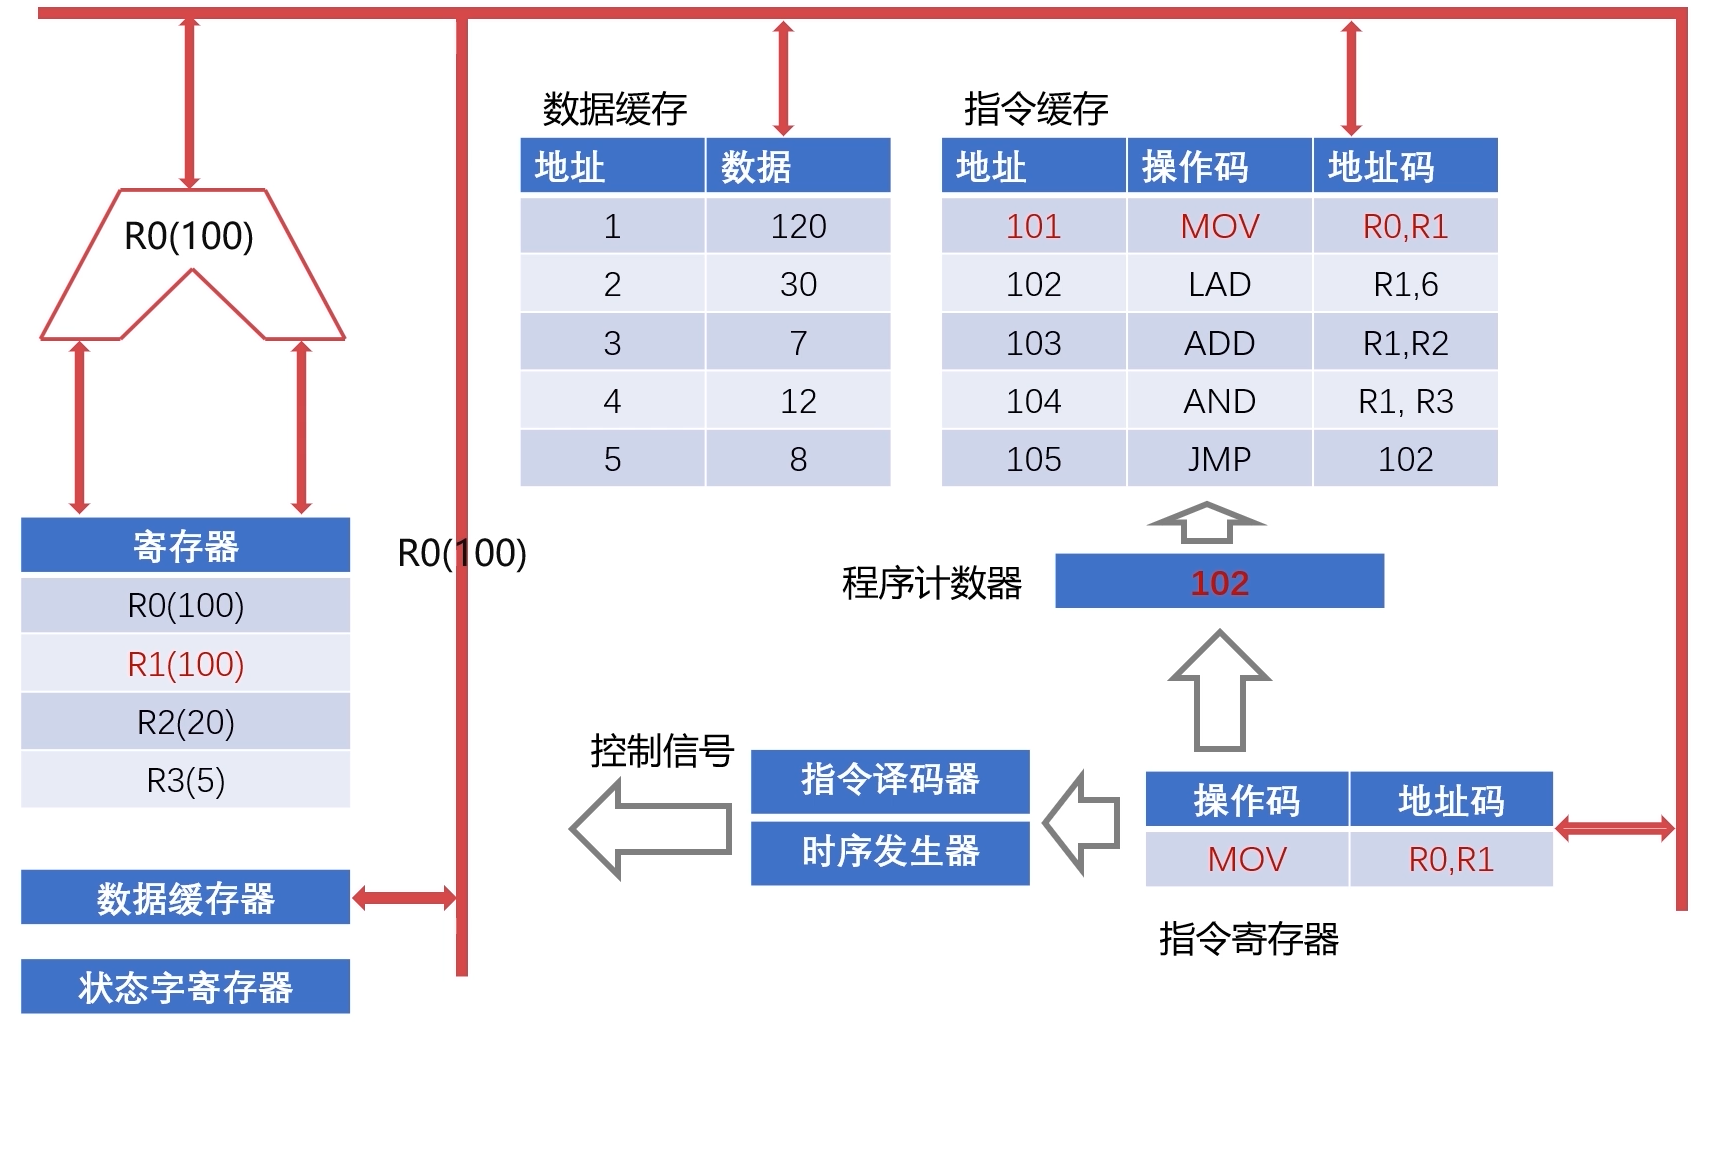 数据缓存
指令缓存
地址 数据
1 120
2 30
3 7
4 12
5 8
地址 操作码 地址码
101 MOV R0,R1
102 LAD R1,6
103 ADD R1,R2
104 AND R1, R3
105 JMP 102
R0(100)
寄存器
R0(100)
R1(100)
R2(20)
R3(5)
R0(100)
程序计数器
102
控制信号
指令译码器
时序发生器
操作码 地址码
MOV R0,R1
指令寄存器
数据缓存器
状态字寄存器